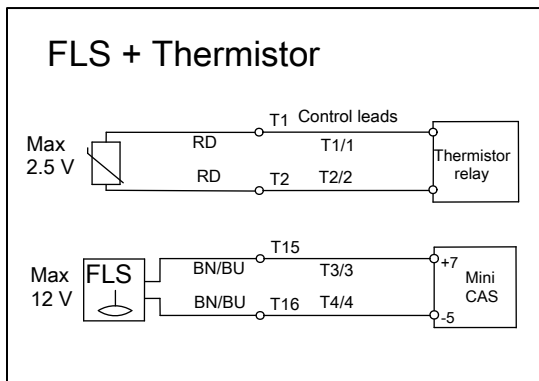 FLS + Thermistor
T1 Control leads
Max
2.5 V
RD
T1/1
Thermistor
relay
RD
T2
T2/2
T15
Max
12 V
FLS
BN/BU
T3/3
+7
Mini
CAS
BN/BU
T16
T4/4
-5